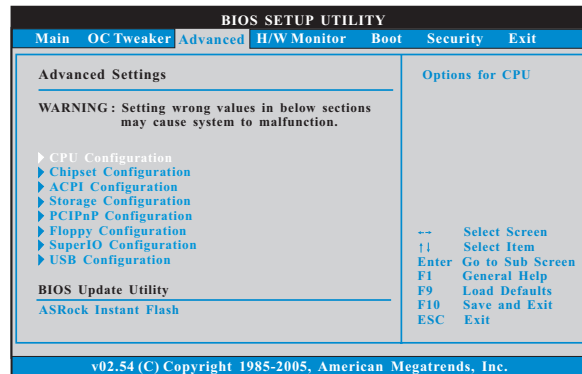 BIOS SETUP UTILITY
Main OC Tweaker Advanced H/W Monitor Boot Security Exit
Advanced Settings
WARNING : Setting wrong values in below sections
may cause system to malfunction.
CPU Configuration
Chipset Configuration
ACPI Configuration
Storage Configuration
PCIPnP Configuration
Floppy Configuration
SuperIO Configuration
USB Configuration
BIOS Update Utility
ASRock Instant Flash
Options for CPU
←→ Select Screen
↑↓ Select Item
Enter Go to Sub Screen
F1 General Help
F9 Load Defaults
F10 Save and Exit
ESC Exit
v02.54 (C) Copyright 1985-2005, American Megatrends, Inc.